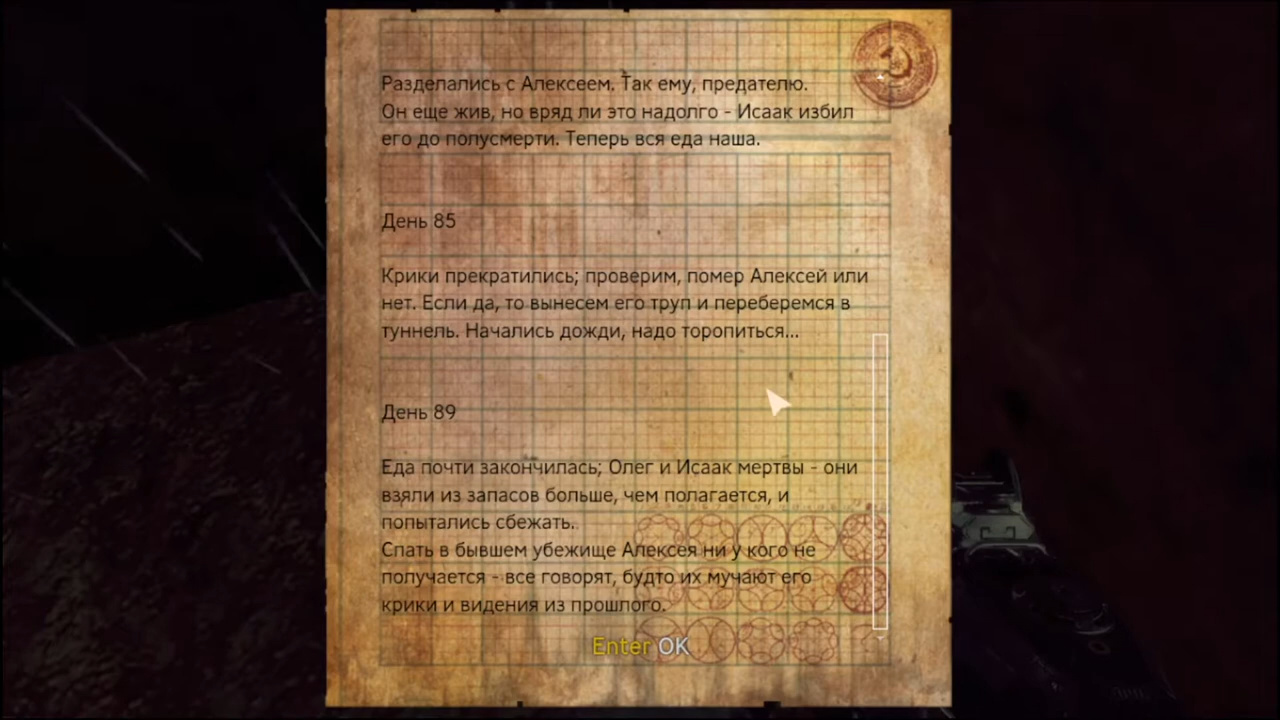 Разделались с Алексеем. Так ему, предателю.
Он еще жив, но вряд ли это надолго - Исаак избил
его до полусмерти. Теперь вся еда наша.
День 85
Крики прекратились; проверим, помер Алексей или
нет. Если да, то вынесем его труп и переберемся в
туннель. Начались дожди, надо торопиться...
День 89
Еда почти закончилась; Олег и Исаак мертвы - они
взяли из запасов больше, чем полагается, и
попытались сбежать.
Спать в бывшем убежище Алексея ни у кого не
получается - все говорят, будто их мучают его
крики и видения из прошлого.
Enter OK